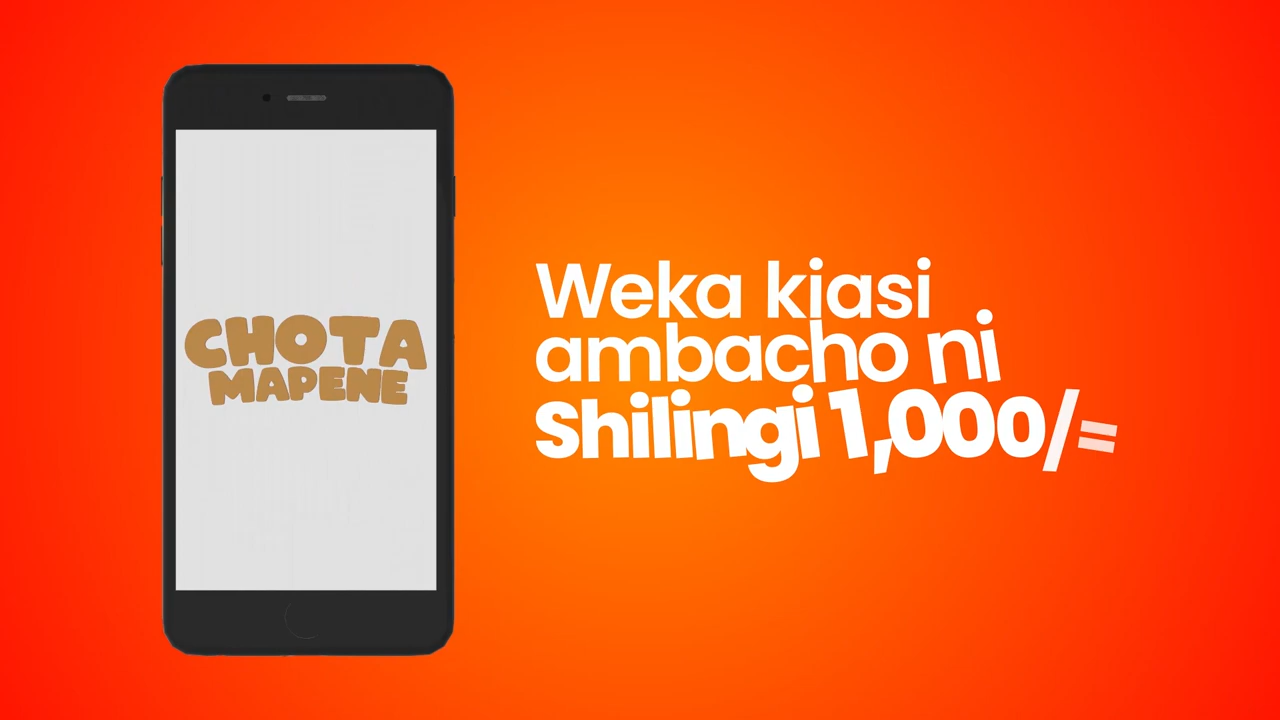 CHOTA
MAPENE
Weka kiasi
ambacho ni
Shilingi 1,000/=